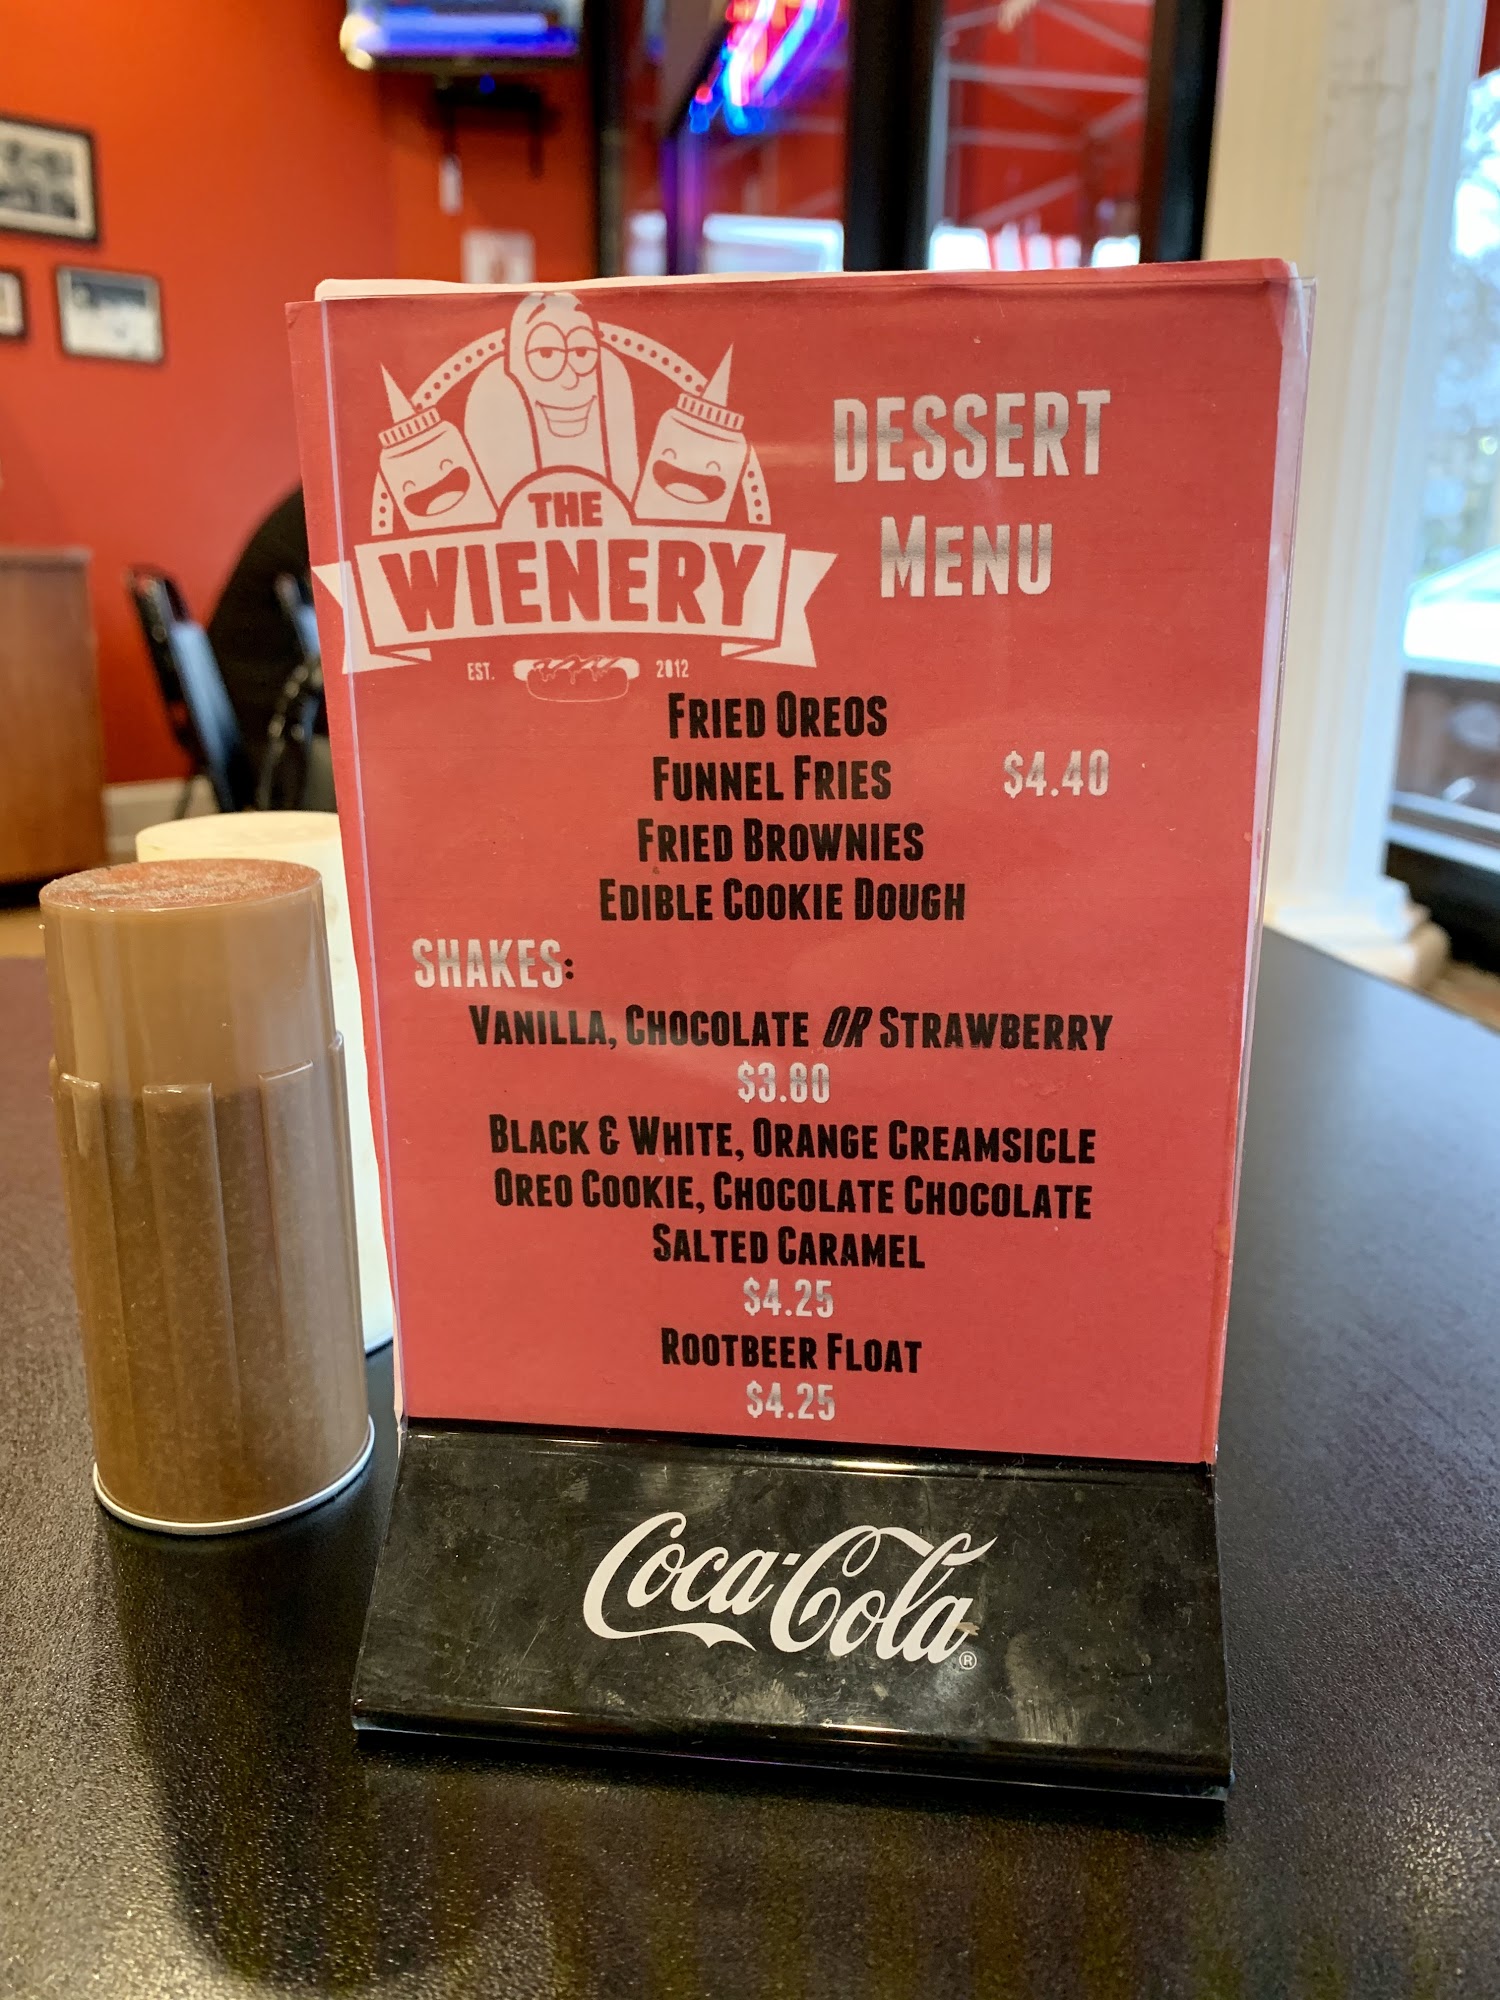 THE
WIENERY
EST. 2012
DESSERT
MENU
FRIED OREOS
FUNNEL FRIES $4.40
FRIED BROWNIES
EDIBLE COOKIE DOUGH
SHAKES:
VANILLA, CHOCOLATE OR STRAWBERRY
$3.80
BLACK & WHITE, ORANGE CREAMSICLE
OREO COOKIE, CHOCOLATE CHOCOLATE
SALTED CARAMEL
$4.25
ROOTBEER FLOAT
$4.25
Coca-Cola®